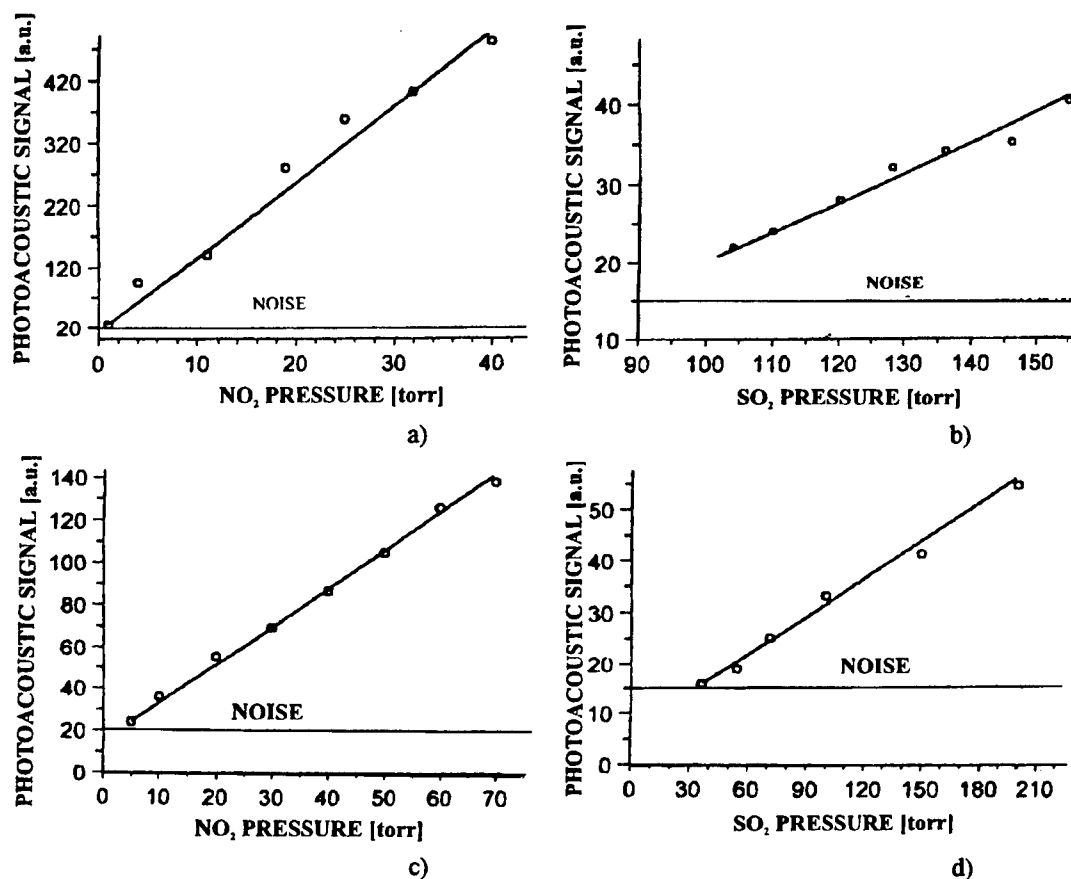 PHOTOACOUSTIC SIGNAL [a.u.]
420
320
220
120
20
NOISE
0 10 20 30 40
NO₂ PRESSURE [torr]
a)
PHOTOACOUSTIC SIGNAL [a.u.]
40
30
20
10
NOISE
90 100 110 120 130 140 150
SO₂ PRESSURE [torr]
b)
PHOTOACOUSTIC SIGNAL [a.u.]
140
120
100
80
60
40
20
0
NOISE
0 10 20 30 40 50 60 70
NO₂ PRESSURE [torr]
c)
PHOTOACOUSTIC SIGNAL [a.u.]
50
40
30
20
15
0
NOISE
0 30 60 90 120 150 180 210
SO₂ PRESSURE [torr]
d)